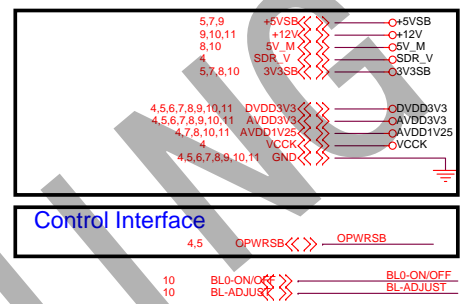 5,7,9 +5VSB +5VSB
9,10,11 +12V +12V
8,10 5V_M 5V_M
4 SDR_V SDR_V
5,7,8,10 3V3SB 3V3SB
4,5,6,7,8,9,10,11 DVDD3V3 DVDD3V3
4,5,6,7,8,9,10,11 AVDD3V3 AVDD3V3
4,7,8,10,11 AVDD1V25 AVDD1V25
4 VCCK VCCK
4,5,6,7,8,9,10,11 GND
Control Interface
4,5 OPWRSB OPWRSB
10 BL0-ON/OFF BL0-ON/OFF
10 BL-ADJUST BL-ADJUST